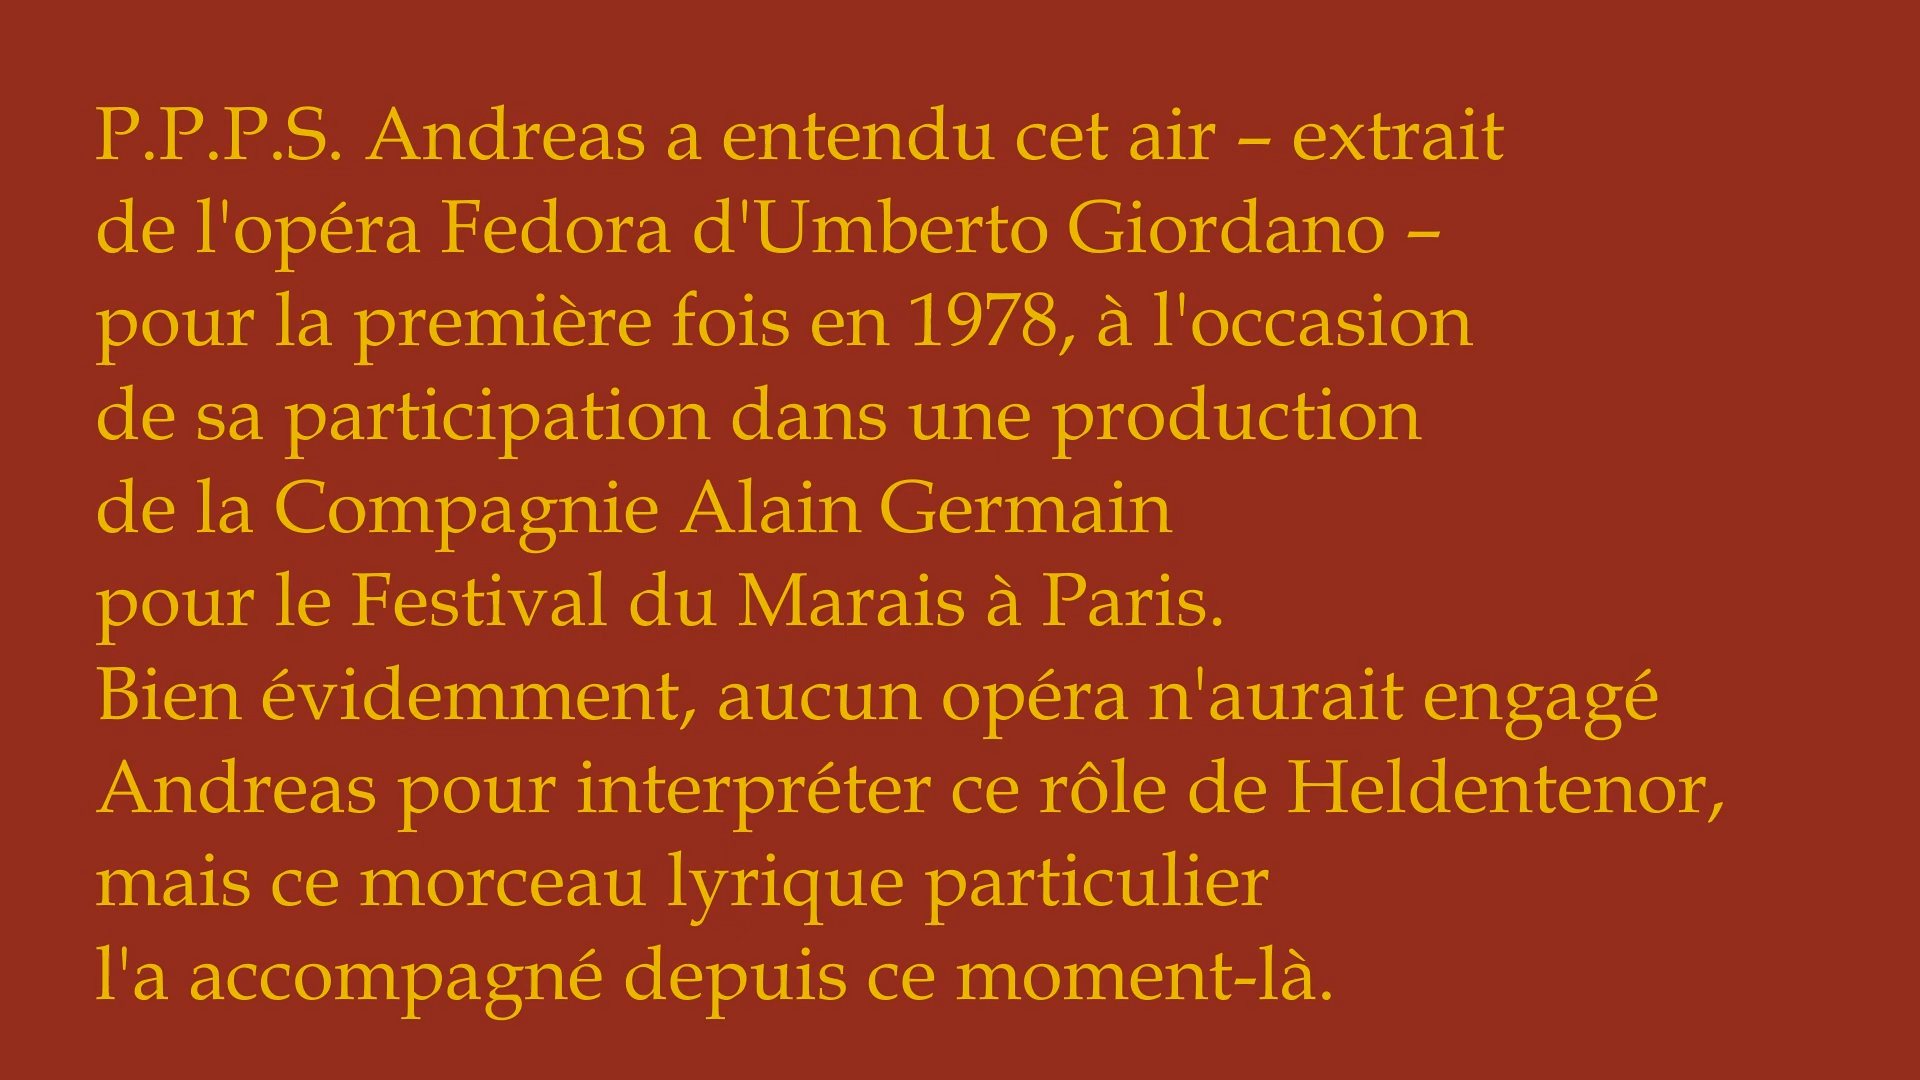 P.P.P.S. Andreas a entendu cet air – extrait
de l'opéra Fedora d'Umberto Giordano –
pour la première fois en 1978, à l'occasion
de sa participation dans une production
de la Compagnie Alain Germain
pour le Festival du Marais à Paris.
Bien évidemment, aucun opéra n'aurait engagé
Andreas pour interpréter ce rôle de Heldentenor,
mais ce morceau lyrique particulier
l'a accompagné depuis ce moment-là.